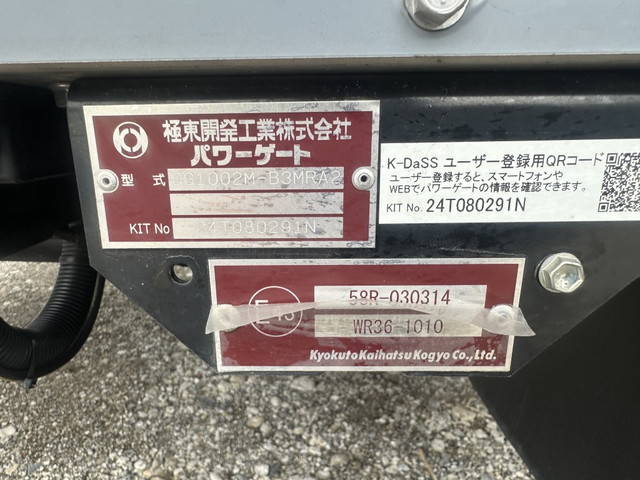 極東開発工業株式会社
パワーゲート
型式 GG1002M-B3MRA2
KIT No 24T080291N
K-DaSS ユーザー登録用QRコード
ユーザー登録すると、スマートフォンや
WEBでパワーゲートの情報を確認できます。
KIT No. 24T080291N
E43
58R-030314
WR36-1010
Kyokuto Kaihatsu Kogyo Co., Ltd.